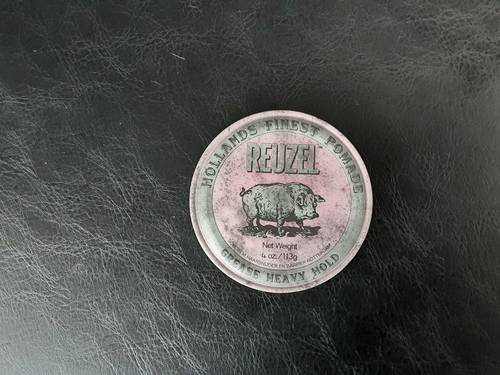 HOLLANDS FINEST POMADE
REUZEL
Net Weight
4 oz. / 113g
GREASE HEAVY HOLD